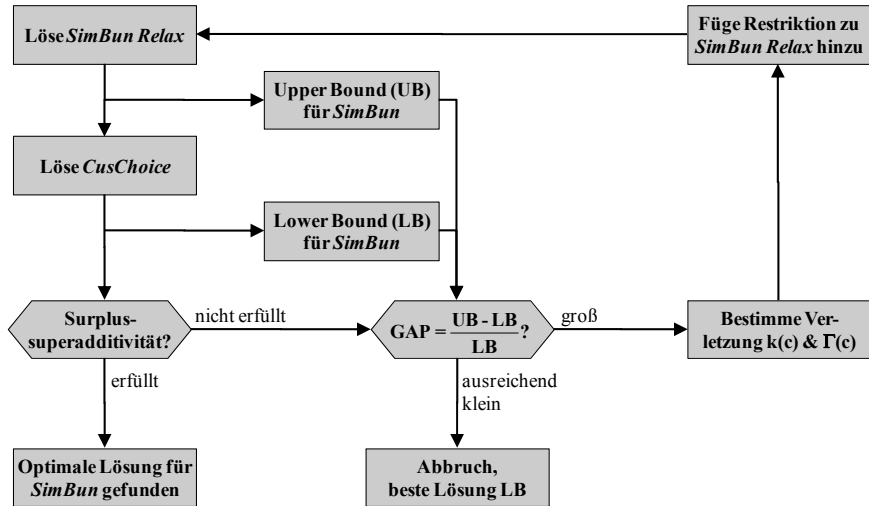 Löse SimBun Relax
Füge Restriktion zu
SimBun Relax hinzu
Upper Bound (UB)
für SimBun
Löse CusChoice
Lower Bound (LB)
für SimBun
Surplus-
superadditivität?
nicht erfüllt
GAP = UB - LB / LB ?
groß
Bestimme Ver-
letzung k(c) & Γ(c)
erfüllt
ausreichend
klein
Optimale Lösung für
SimBun gefunden
Abbruch,
beste Lösung LB